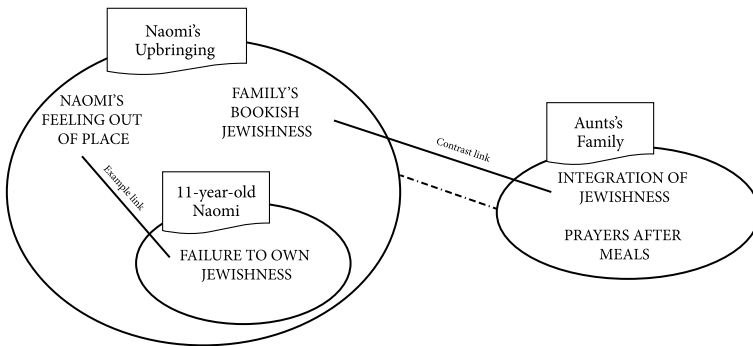 Naomi's
Upbringing
NAOMI'S
FEELING OUT
OF PLACE
FAMILY'S
BOOKISH
JEWISHNESS
Example link
11-year-old
Naomi
FAILURE TO OWN
JEWISHNESS
Contrast link
Aunts's
Family
INTEGRATION OF
JEWISHNESS
PRAYERS AFTER
MEALS